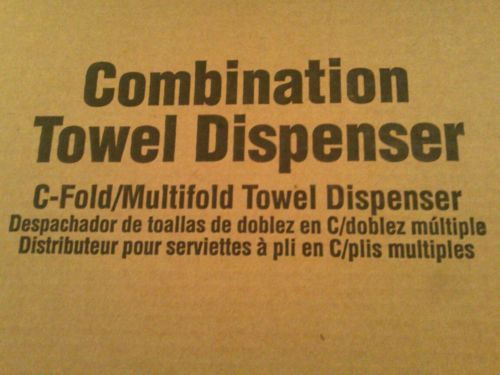 Combination
Towel Dispenser
C-Fold/Multifold Towel Dispenser
Despachador de toallas de doblez en C/doblez múltiple
Distributeur pour serviettes à pli en C/plis multiples